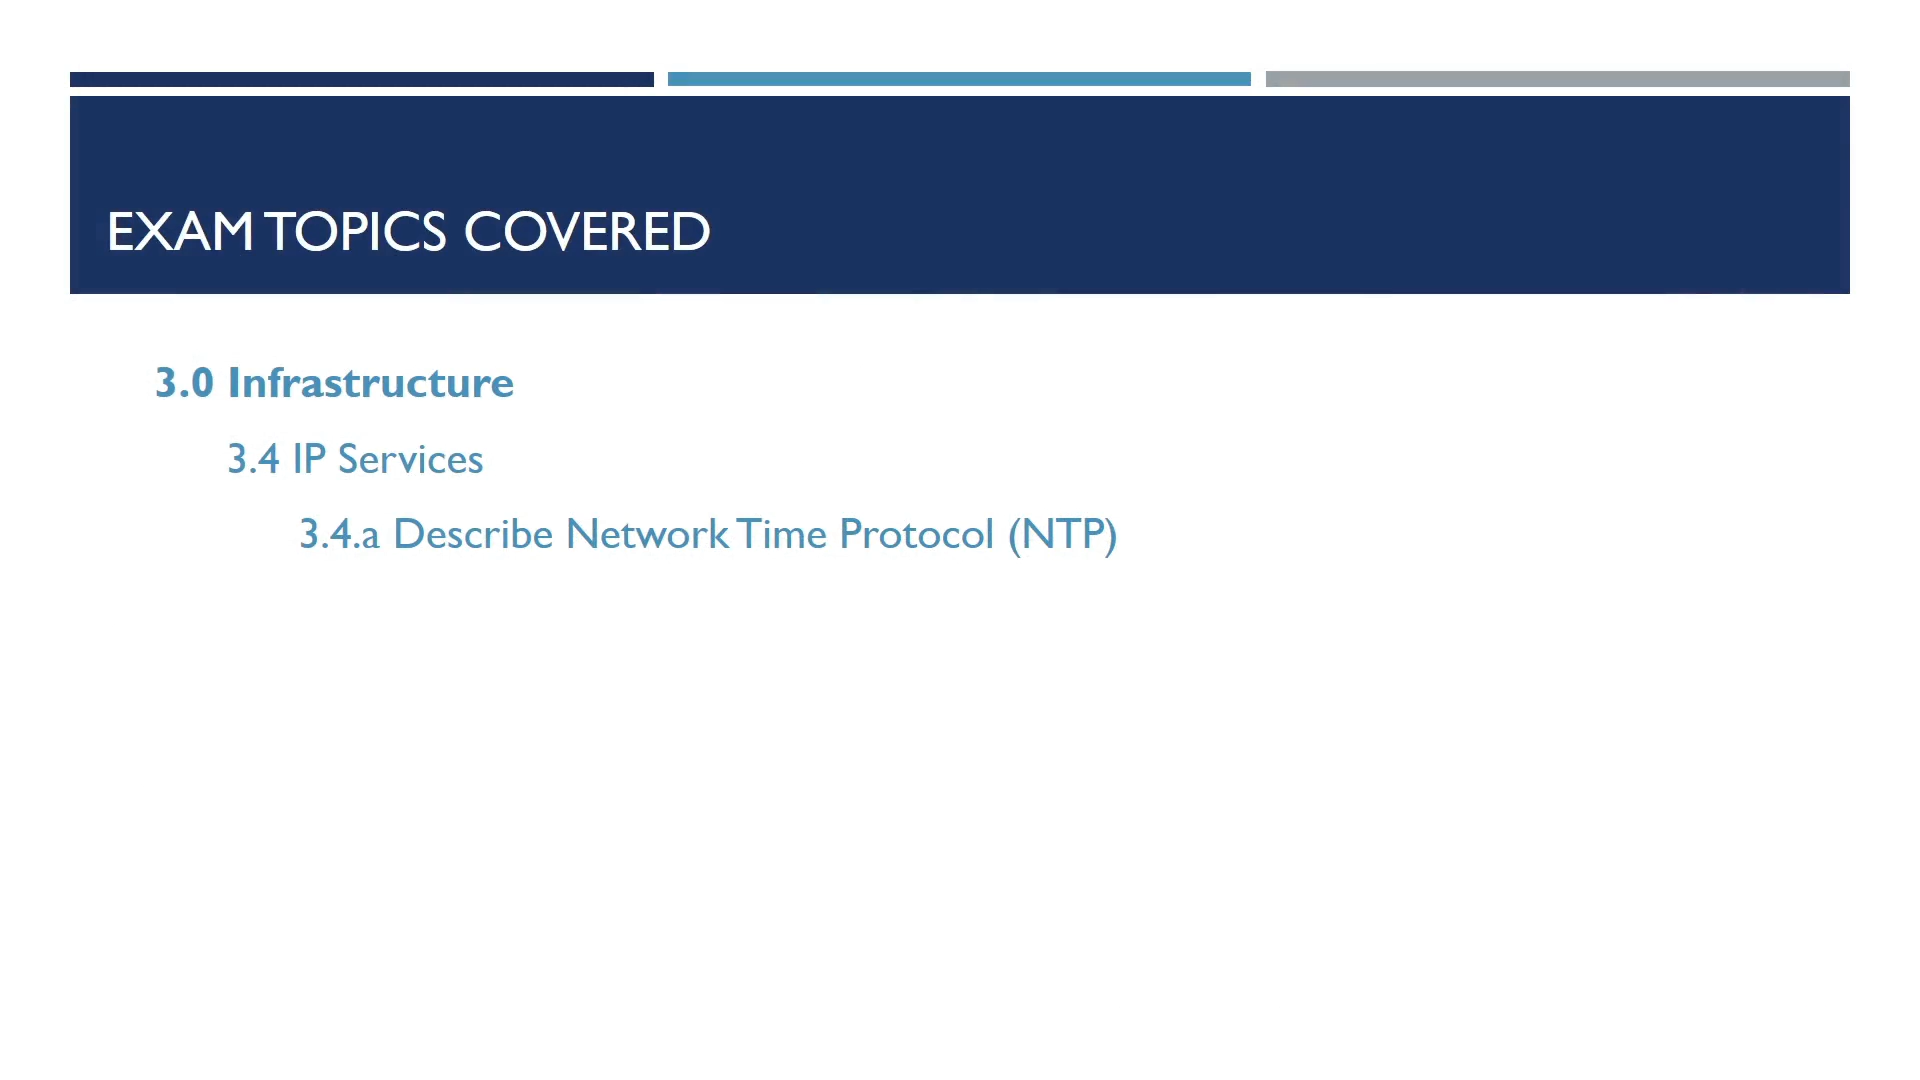 EXAM TOPICS COVERED
3.0 Infrastructure
3.4 IP Services
3.4.a Describe Network Time Protocol (NTP)